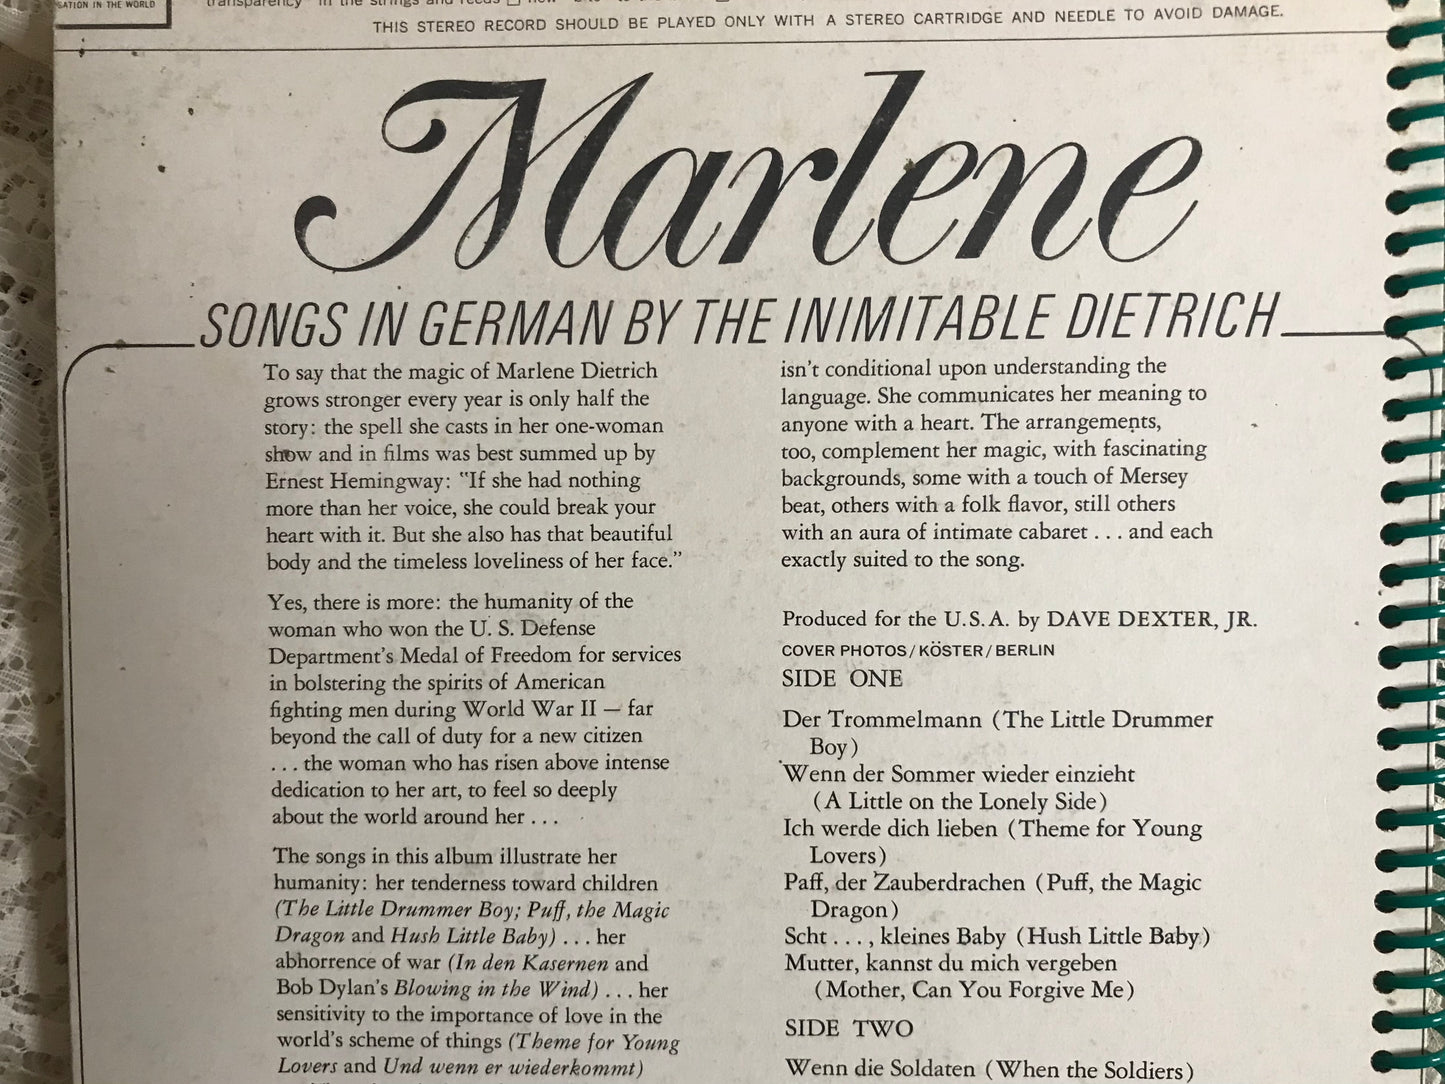 SATION IN THE WORLD
transparency in the strings and reeds
THIS STEREO RECORD SHOULD BE PLAYED ONLY WITH A STEREO CARTRIDGE AND NEEDLE TO AVOID DAMAGE.
Marlene
SONGS IN GERMAN BY THE INIMITABLE DIETRICH
To say that the magic of Marlene Dietrich
grows stronger every year is only half the
story: the spell she casts in her one-woman
show and in films was best summed up by
Ernest Hemingway: "If she had nothing
more than her voice, she could break your
heart with it. But she also has that beautiful
body and the timeless loveliness of her face."
Yes, there is more: the humanity of the
woman who won the U. S. Defense
Department's Medal of Freedom for services
in bolstering the spirits of American
fighting men during World War II — far
beyond the call of duty for a new citizen
. . . the woman who has risen above intense
dedication to her art, to feel so deeply
about the world around her . . .
The songs in this album illustrate her
humanity: her tenderness toward children
(The Little Drummer Boy; Puff, the Magic
Dragon and Hush Little Baby) . . . her
abhorrence of war (In den Kasernen and
Bob Dylan's Blowing in the Wind) . . . her
sensitivity to the importance of love in the
world's scheme of things (Theme for Young
Lovers and Und wenn er wiederkommt)
isn't conditional upon understanding the
language. She communicates her meaning to
anyone with a heart. The arrangements,
too, complement her magic, with fascinating
backgrounds, some with a touch of Mersey
beat, others with a folk flavor, still others
with an aura of intimate cabaret . . . and each
exactly suited to the song.
Produced for the U. S. A. by DAVE DEXTER, JR.
COVER PHOTOS/KÖSTER/BERLIN
SIDE ONE
Der Trommelmann (The Little Drummer
Boy)
Wenn der Sommer wieder einzieht
(A Little on the Lonely Side)
Ich werde dich lieben (Theme for Young
Lovers)
Paff, der Zauberdrachen (Puff, the Magic
Dragon)
Scht . . . , kleines Baby (Hush Little Baby)
Mutter, kannst du mich vergeben
(Mother, Can You Forgive Me)
SIDE TWO
Wenn die Soldaten (When the Soldiers)